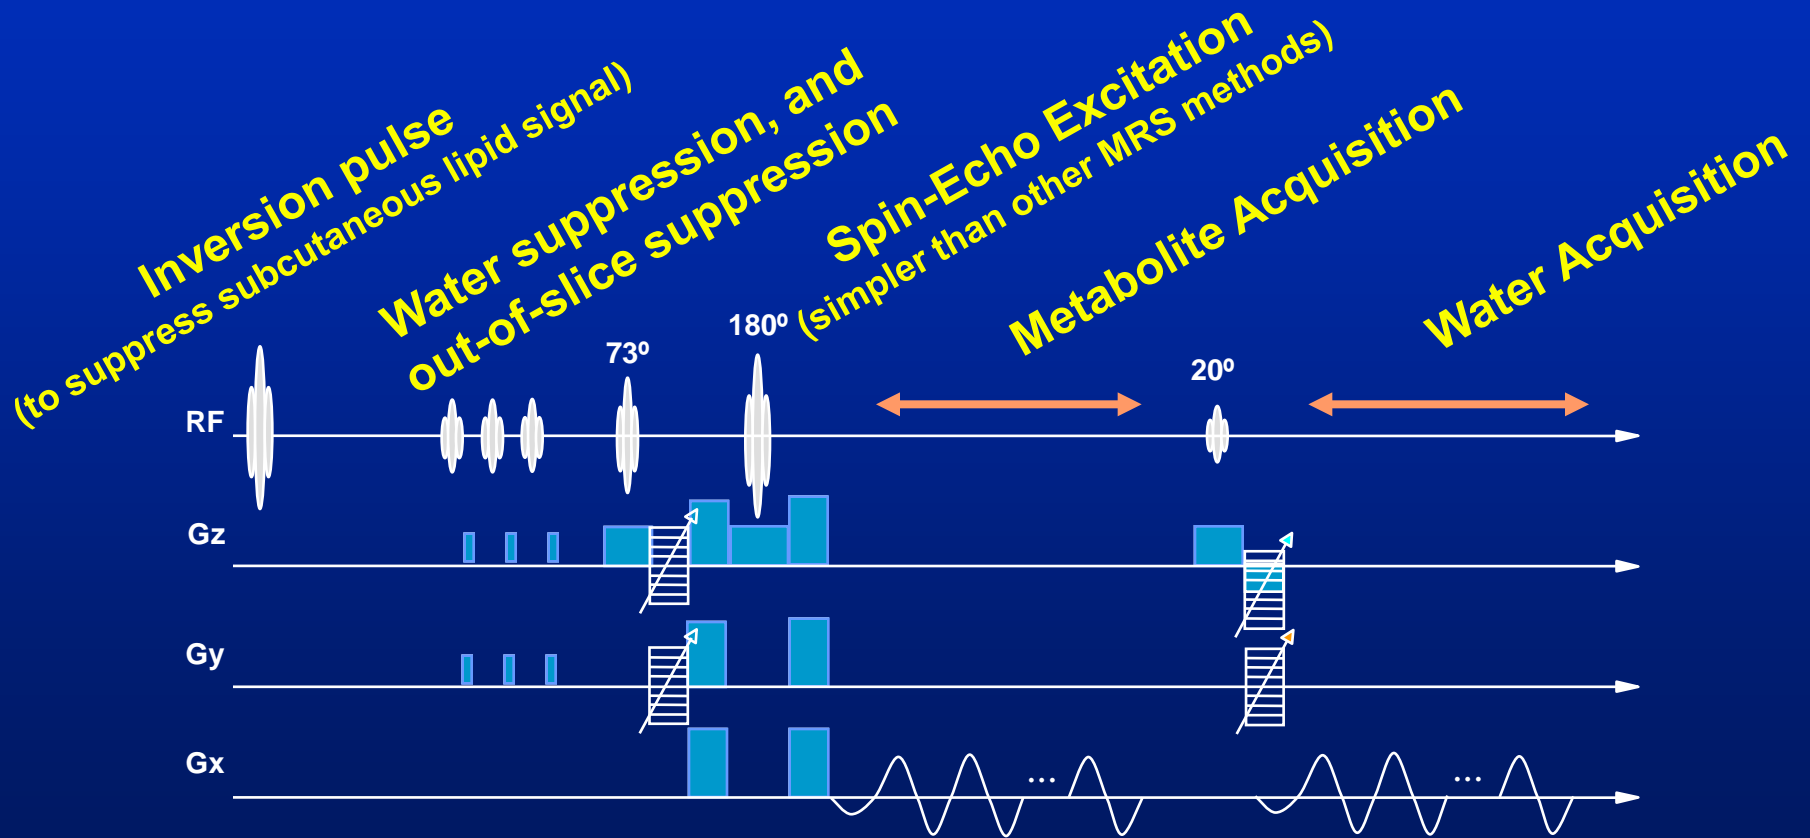 Inversion pulse
(to suppress subcutaneous lipid signal)
Water suppression, and
out-of-slice suppression
Spin-Echo Excitation
(simpler than other MRS methods)
Metabolite Acquisition
Water Acquisition
73º
180º
20º
RF
Gz
Gy
Gx
...
...